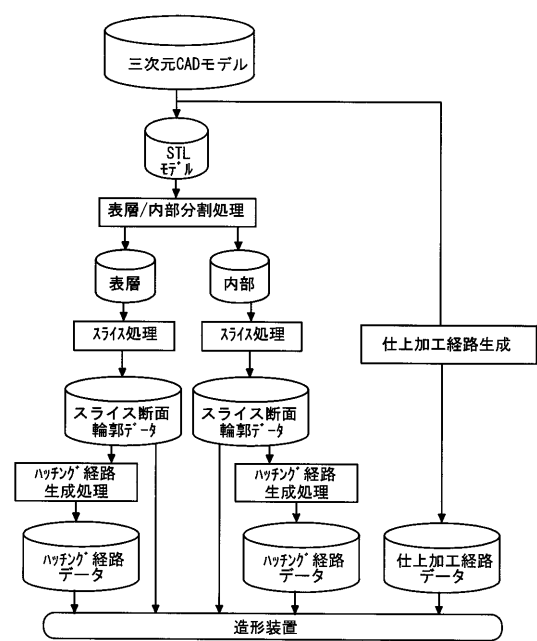 三次元CADモデル
STL
ﾓﾃﾞﾙ
表層/内部分割処理
表層
内部
ｽﾗｲｽ処理
ｽﾗｲｽ処理
仕上加工経路生成
スライス断面
輪郭ﾃﾞｰﾀ
スライス断面
輪郭ﾃﾞｰﾀ
ﾊｯﾁﾝｸﾞ経路
生成処理
ﾊｯﾁﾝｸﾞ経路
生成処理
ﾊｯﾁﾝｸﾞ経路
データ
ﾊｯﾁﾝｸﾞ経路
データ
仕上加工経路
データ
造形装置